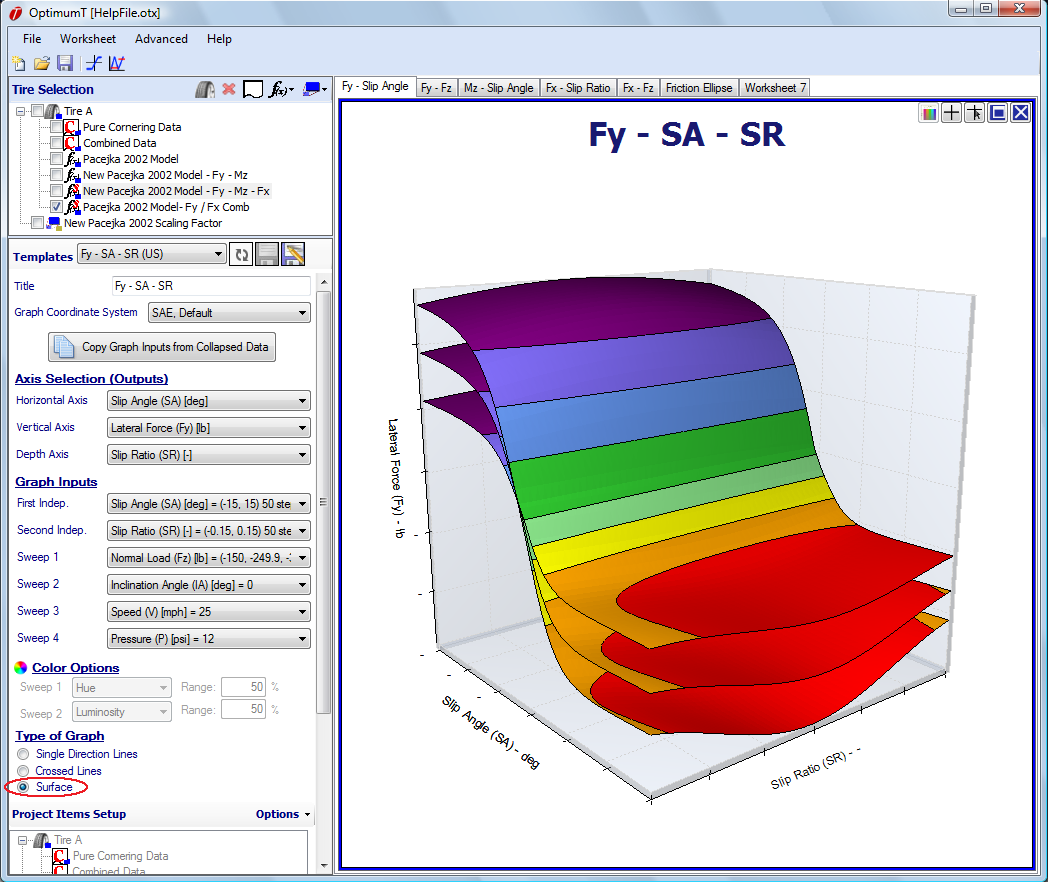 OptimumT [HelpFile.otx]
File Worksheet Advanced Help
Tire Selection
Tire A
Pure Cornering Data
Combined Data
Pacejka 2002 Model
New Pacejka 2002 Model - Fy - Mz
New Pacejka 2002 Model - Fy - Mz - Fx
Pacejka 2002 Model- Fy / Fx Comb
New Pacejka 2002 Scaling Factor
Templates Fy - SA - SR (US)
Title Fy - SA - SR
Graph Coordinate System SAE, Default
Copy Graph Inputs from Collapsed Data
Axis Selection (Outputs)
Horizontal Axis Slip Angle (SA) [deg]
Vertical Axis Lateral Force (Fy) [lb]
Depth Axis Slip Ratio (SR) [-]
Graph Inputs
First Indep. Slip Angle (SA) [deg] = (-15, 15) 50 ste
Second Indep. Slip Ratio (SR) [-] = (-0.15, 0.15) 50 ste
Sweep 1 Normal Load (Fz) [lb] = (-150, -249.9, -
Sweep 2 Inclination Angle (IA) [deg] = 0
Sweep 3 Speed (V) [mph] = 25
Sweep 4 Pressure (P) [psi] = 12
Color Options
Sweep 1 Hue Range: 50 %
Sweep 2 Luminosity Range: 50 %
Type of Graph
Single Direction Lines
Crossed Lines
Surface
Project Items Setup Options
Tire A
Pure Cornering Data
Combined Data
Fy - Slip Angle Fy - Fz Mz - Slip Angle Fx - Slip Ratio Fx - Fz Friction Ellipse Worksheet 7
Fy - SA - SR
Lateral Force (Fy) - lb
Slip Angle (SA) - deg
Slip Ratio (SR) - -